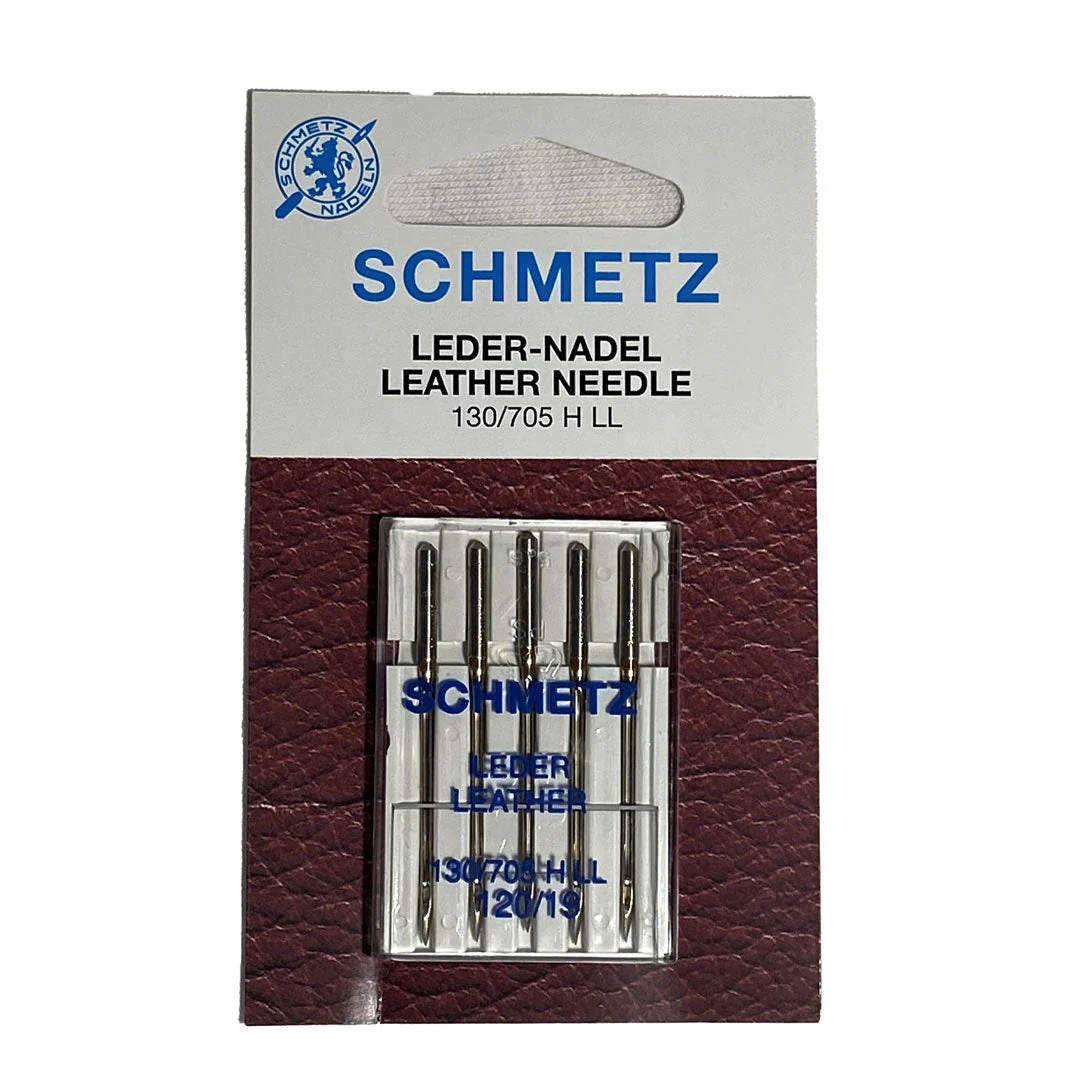 SCHMETZ
NADELN
SCHMETZ
LEDER-NADEL
LEATHER NEEDLE
130/705 H LL
SCHMETZ
LEDER
LEATHER
130/705 H LL
120/19